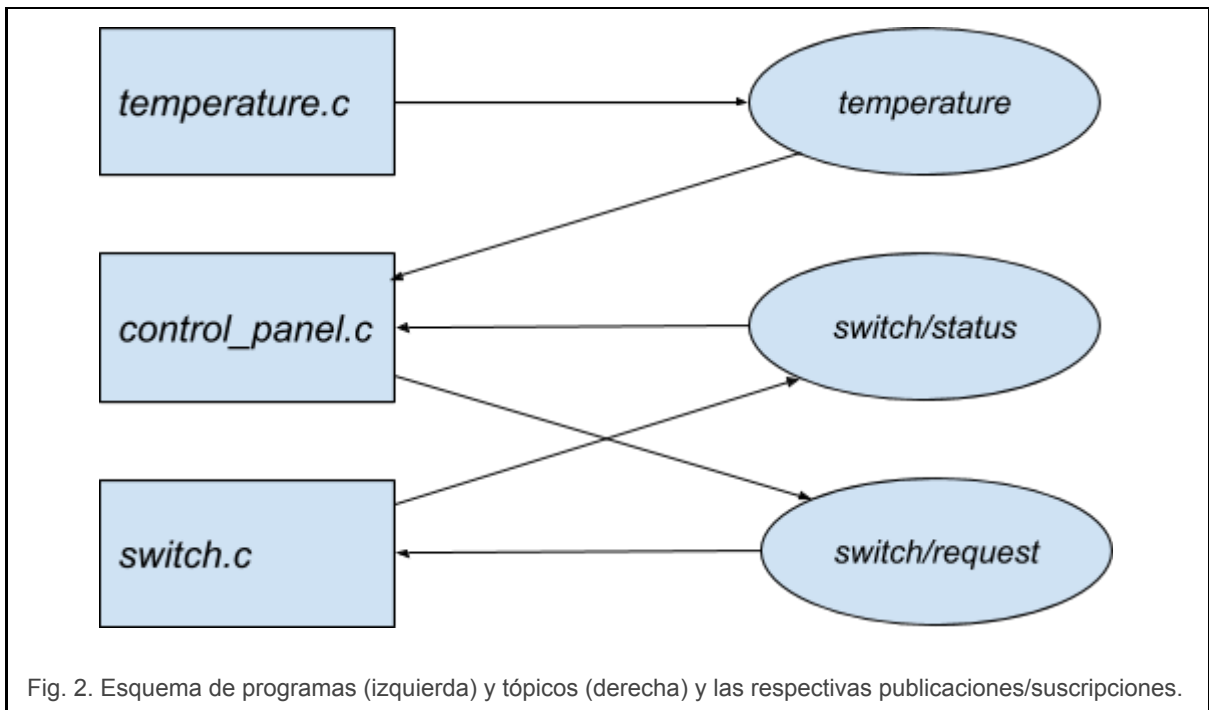 temperature.c
temperature
control_panel.c
switch/status
switch.c
switch/request
Fig. 2. Esquema de programas (izquierda) y tópicos (derecha) y las respectivas publicaciones/suscripciones.